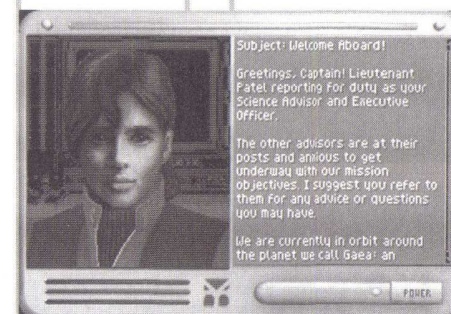 Subject: Welcome Aboard!
Greetings, Captain! Lieutenant
Patel reporting for duty as your
Science Advisor and Executive
Officer.
The other advisors are at their
posts and anxious to get
underway with our mission
objectives. I suggest you refer to
them for any advice or questions
you may have.
We are currently in orbit around
the planet we call Gaea: an
POWER